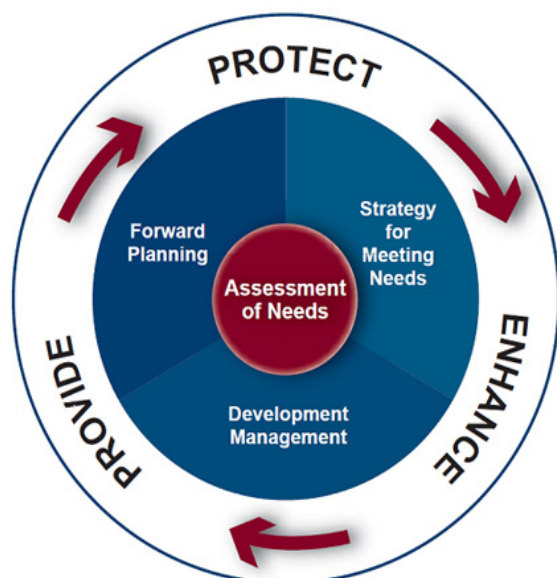 PROTECT
Forward
Planning
Strategy
for
Meeting
Needs
Assessment
of Needs
Development
Management
PROVIDE
ENHANCE